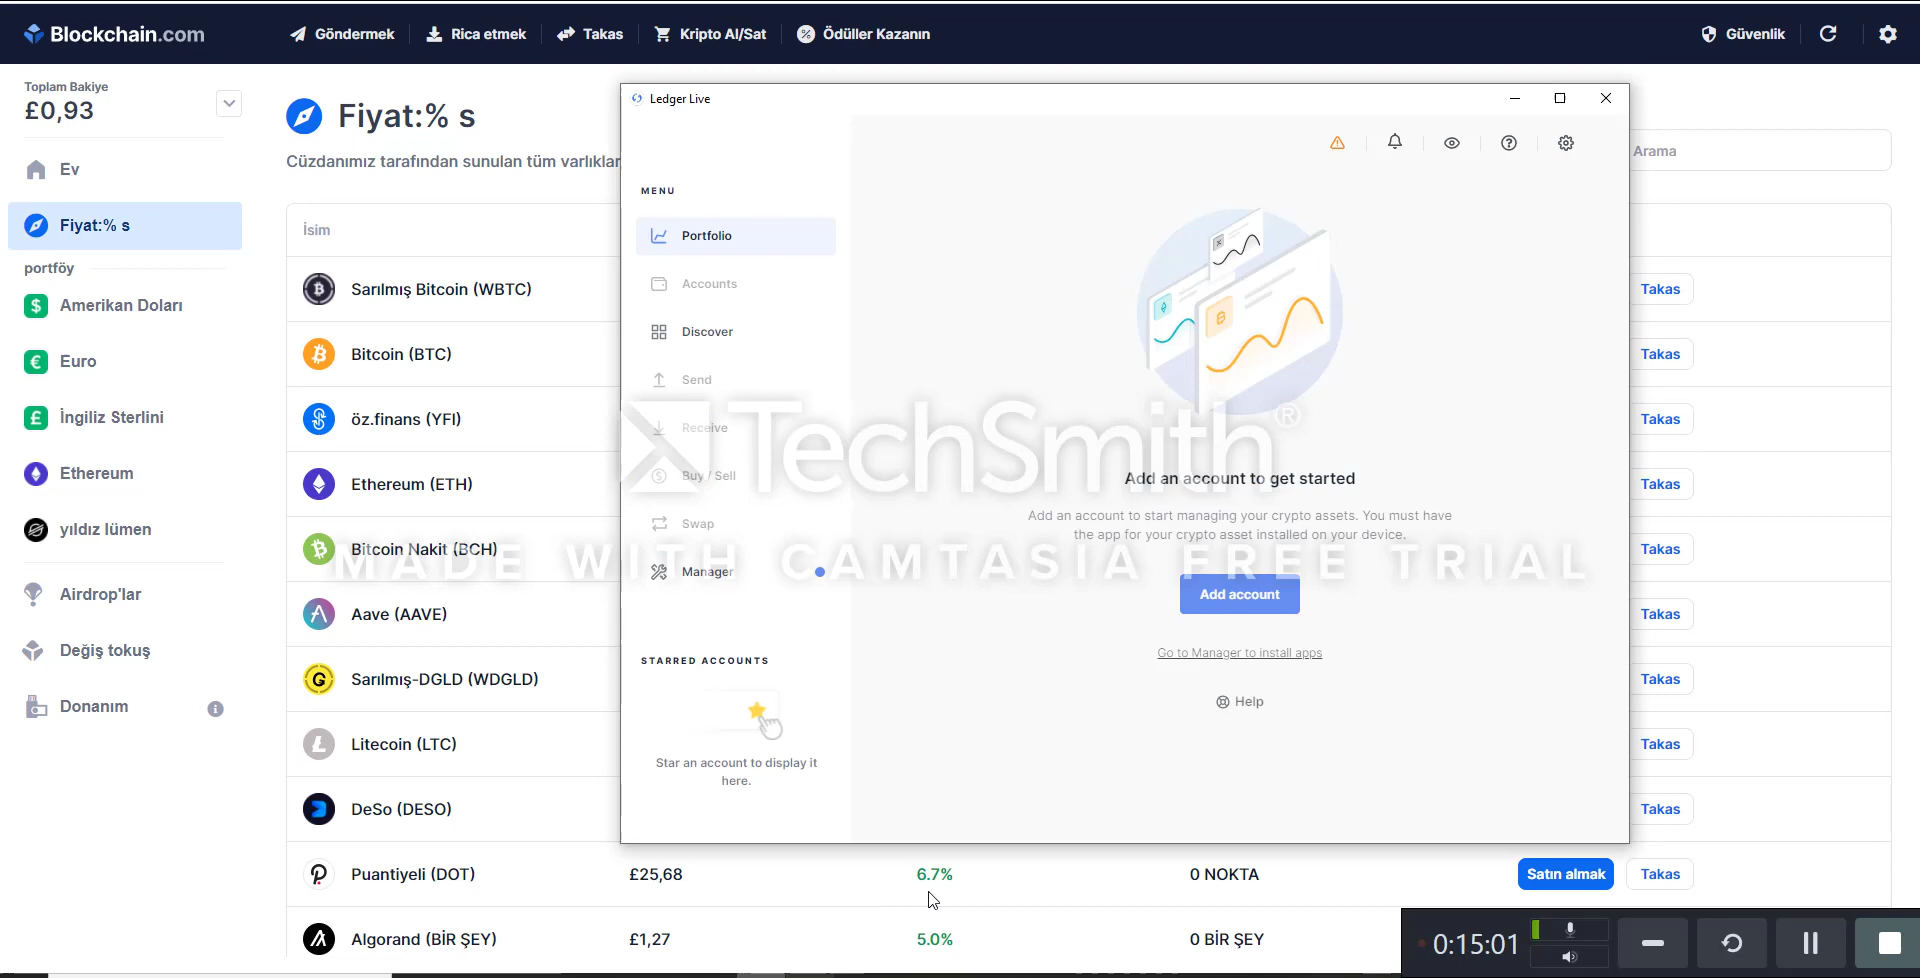 Blockchain.com
Göndermek
Rica etmek
Takas
Kripto Al/Sat
Ödüller Kazanın
Güvenlik
Toplam Bakiye
£0,93
Ev
Fiyat:% s
portföy
Amerikan Doları
Euro
İngiliz Sterlini
Ethereum
yıldız lümen
Airdrop'lar
Değiş tokuş
Donanım
Fiyat:% s
Cüzdanımız tarafından sunulan tüm varlıklar
Arama
İsim
Sarılmış Bitcoin (WBTC)
Takas
Bitcoin (BTC)
Takas
öz.finans (YFI)
Takas
Ethereum (ETH)
Takas
Bitcoin Nakit (BCH)
Takas
Aave (AAVE)
Takas
Sarılmış-DGLD (WDGLD)
Takas
Litecoin (LTC)
Takas
DeSo (DESO)
Takas
Puantiyeli (DOT) £25,68 6.7% 0 NOKTA Satın almak Takas
Algorand (BİR ŞEY) £1,27 5.0% 0 BİR ŞEY
Ledger Live
MENU
Portfolio
Accounts
Discover
Send
Receive
Buy / Sell
Swap
Manager
STARRED ACCOUNTS
Star an account to display it
here.
Add an account to get started
Add an account to start managing your crypto assets. You must have
the app for your crypto asset installed on your device.
Add account
Go to Manager to install apps
Help
TechSmith®
MADE WITH CAMTASIA FREE TRIAL
0:15:01